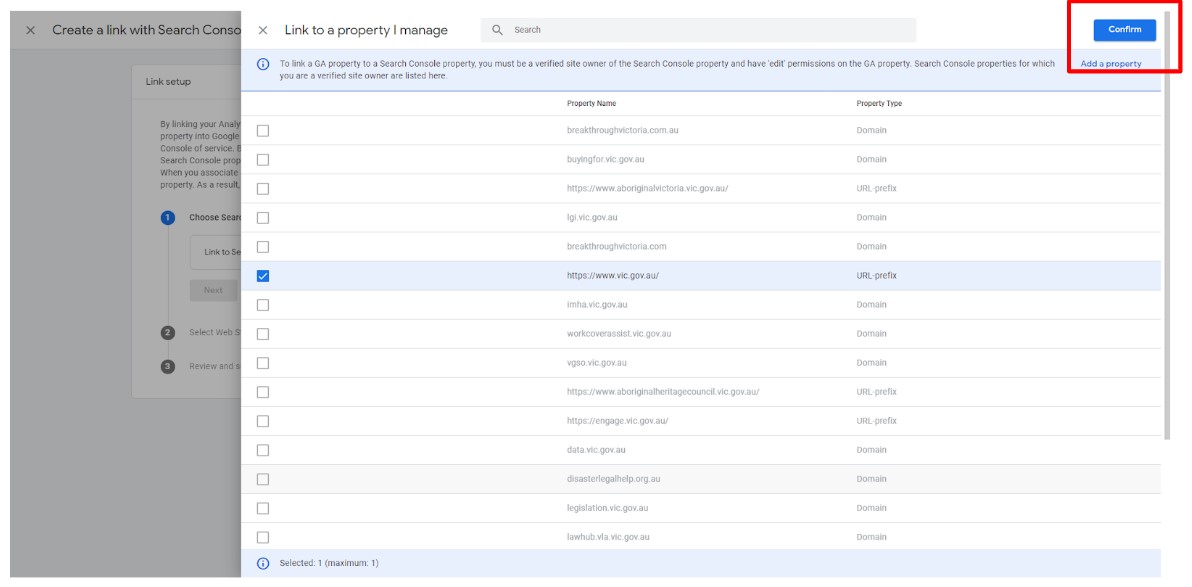 Create a link with Search Conso
Link to a property I manage
Search
Confirm
To link a GA property to a Search Console property, you must be a verified site owner of the Search Console property and have 'edit' permissions on the GA property. Search Console properties for which
you are a verified site owner are listed here.
Add a property
Link setup
By linking your Analy
property into Google
Console of service. B
Search Console prop
When you associate
property. As a result,
1 Choose Sear
Link to Se
Next
2 Select Web S
3 Review and s
Property Name Property Type
breakthroughvictoria.com.au Domain
buyingfor.vic.gov.au Domain
https://www.aboriginalvictoria.vic.gov.au/ URL-prefix
lgi.vic.gov.au Domain
breakthroughvictoria.com Domain
https://www.vic.gov.au/ URL-prefix
imha.vic.gov.au Domain
workcoverassist.vic.gov.au Domain
vgso.vic.gov.au Domain
https://www.aboriginalheritagecouncil.vic.gov.au/ URL-prefix
https://engage.vic.gov.au/ URL-prefix
data.vic.gov.au Domain
disasterlegalhelp.org.au Domain
legislation.vic.gov.au Domain
lawhub.vla.vic.gov.au Domain
Selected: 1 (maximum: 1)